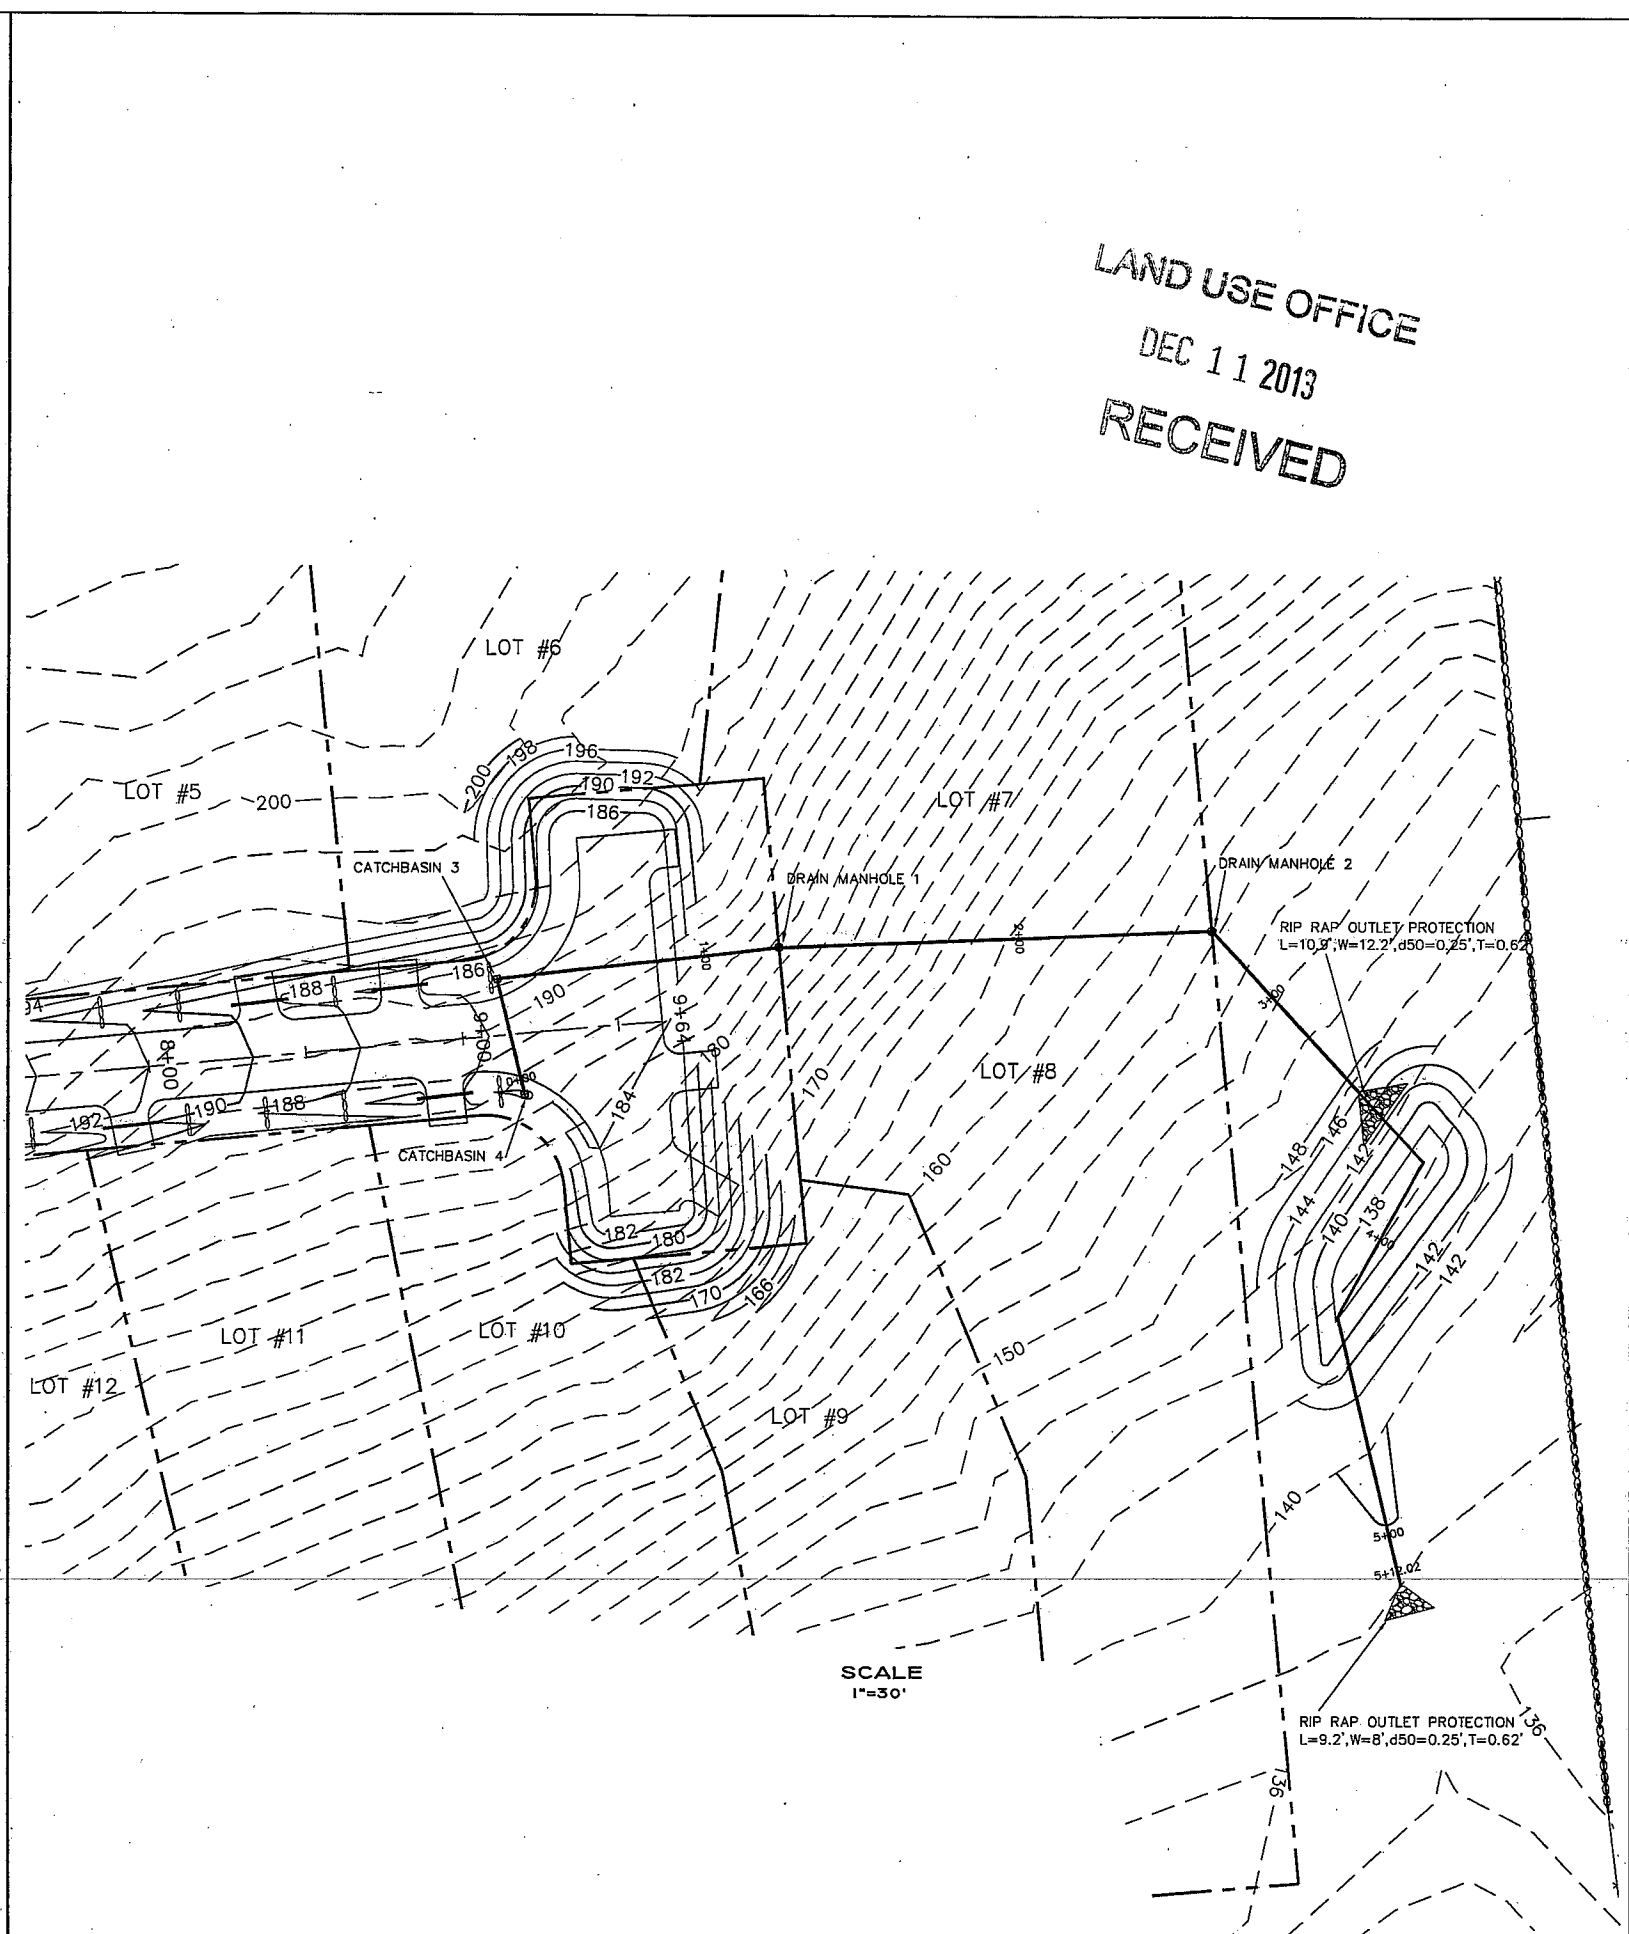 LAND USE OFFICE
DEC 11 2013
RECEIVED
LOT #6
198
196
<200
190
192
LOT #5
200
186
LOT #7
CATCHBASIN 3
DRAIN MANHOLE 1
DRAIN MANHOLE 2
RIP RAP OUTLET PROTECTION
L=10.9',W=12.2',d50=0.25',T=0.62'
186
1+00
2+00
188
190
3+00
94
9+64
8+00
9+00
180
LOT #8
0+00
170
184
190
188
192
146
CATCHBASIN 4
148
142
160
144
138
140
182
180
4+00
142
182
142
170
166
LOT #11
LOT #10
150
LOT #12
LOT #9
140
5+00
5+12.02
SCALE
1"=30'
136
RIP RAP OUTLET PROTECTION
L=9.2',W=8',d50=0.25',T=0.62'
136